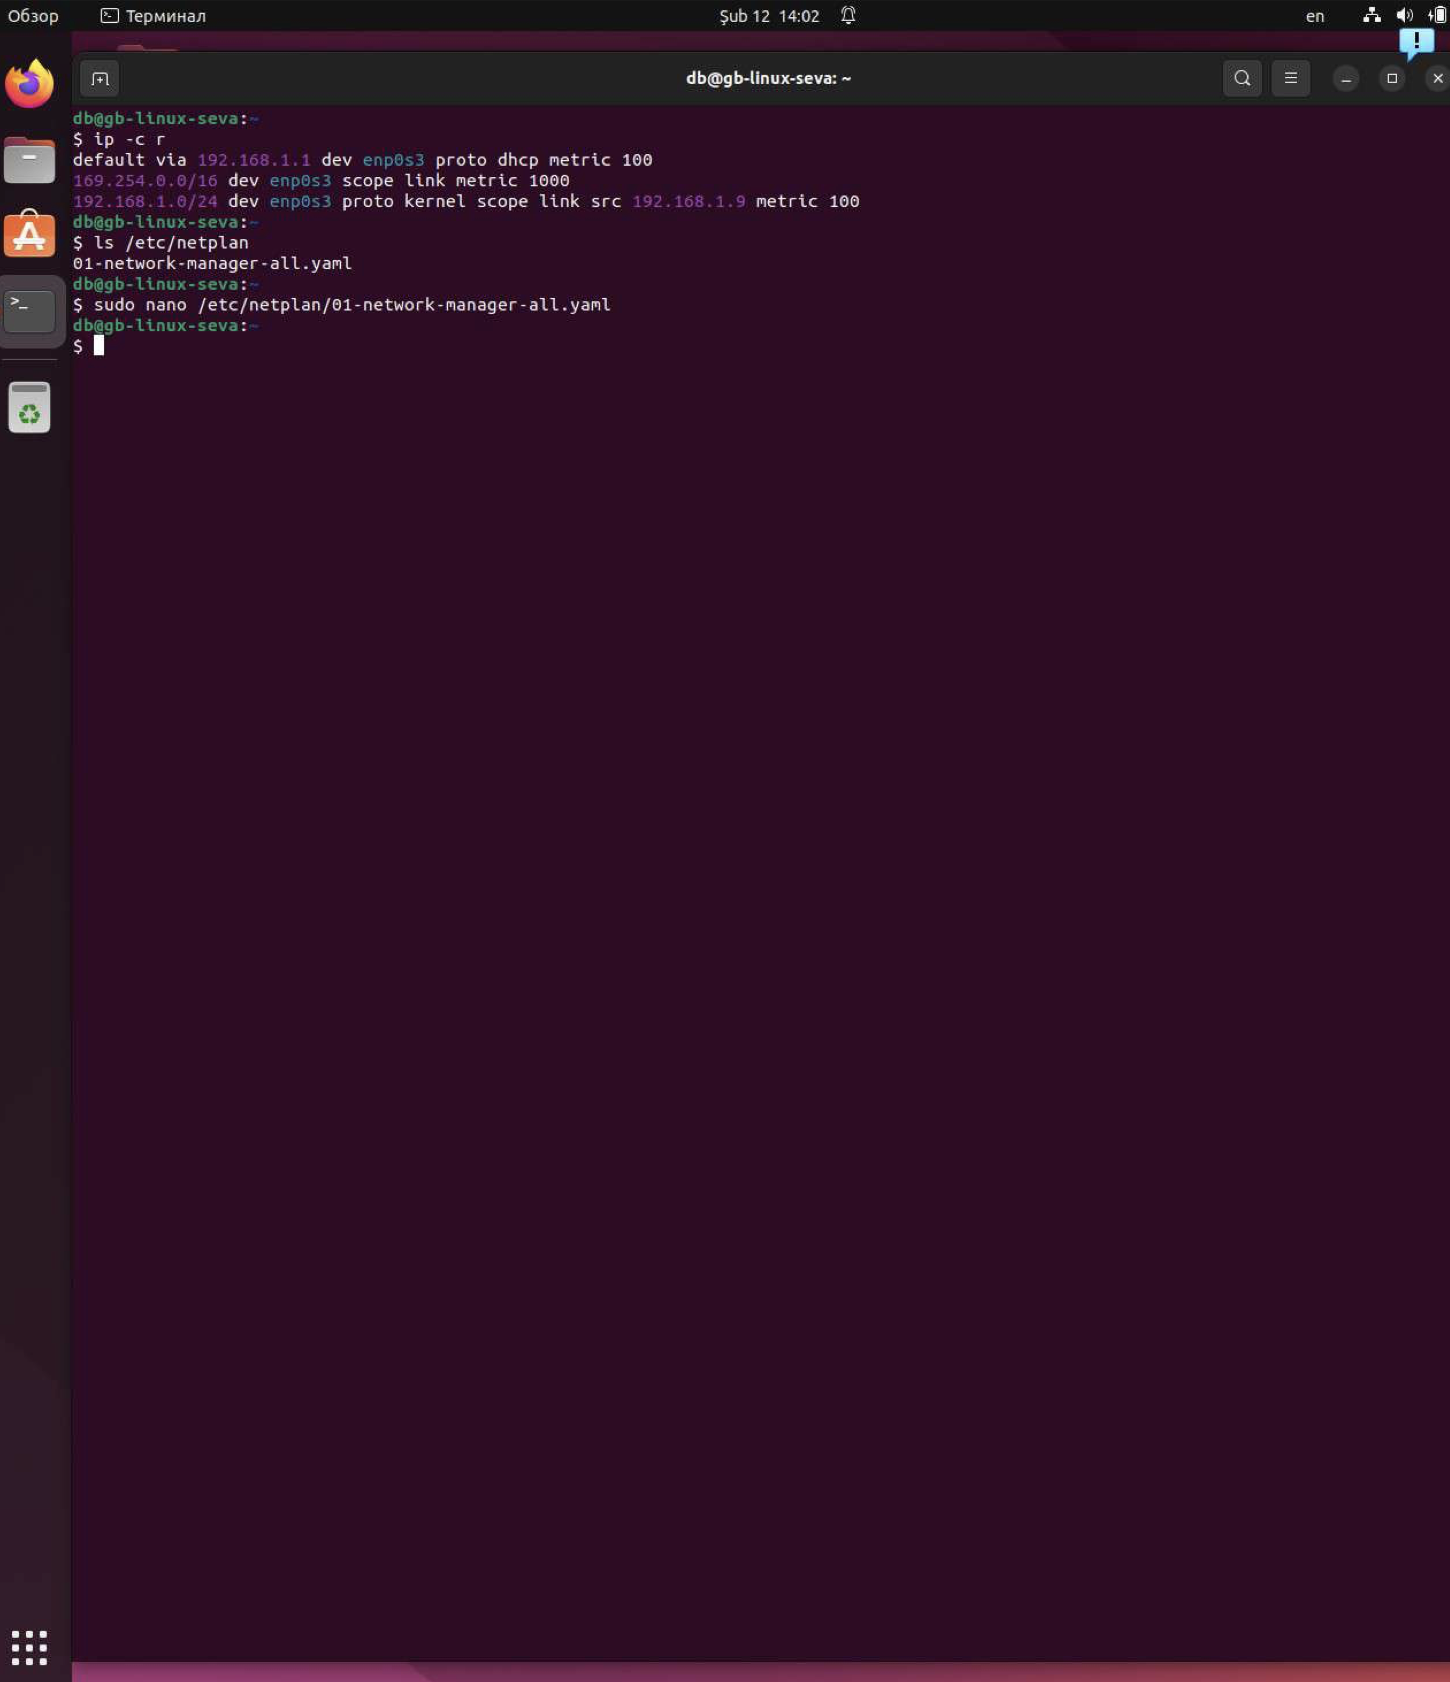 Обзор
Терминал
Şub 12 14:02
en
db@gb-linux-seva: ~
db@gb-linux-seva:~
$ ip -c r
default via 192.168.1.1 dev enp0s3 proto dhcp metric 100
169.254.0.0/16 dev enp0s3 scope link metric 1000
192.168.1.0/24 dev enp0s3 proto kernel scope link src 192.168.1.9 metric 100
db@gb-linux-seva:~
$ ls /etc/netplan
01-network-manager-all.yaml
db@gb-linux-seva:~
$ sudo nano /etc/netplan/01-network-manager-all.yaml
db@gb-linux-seva:~
$